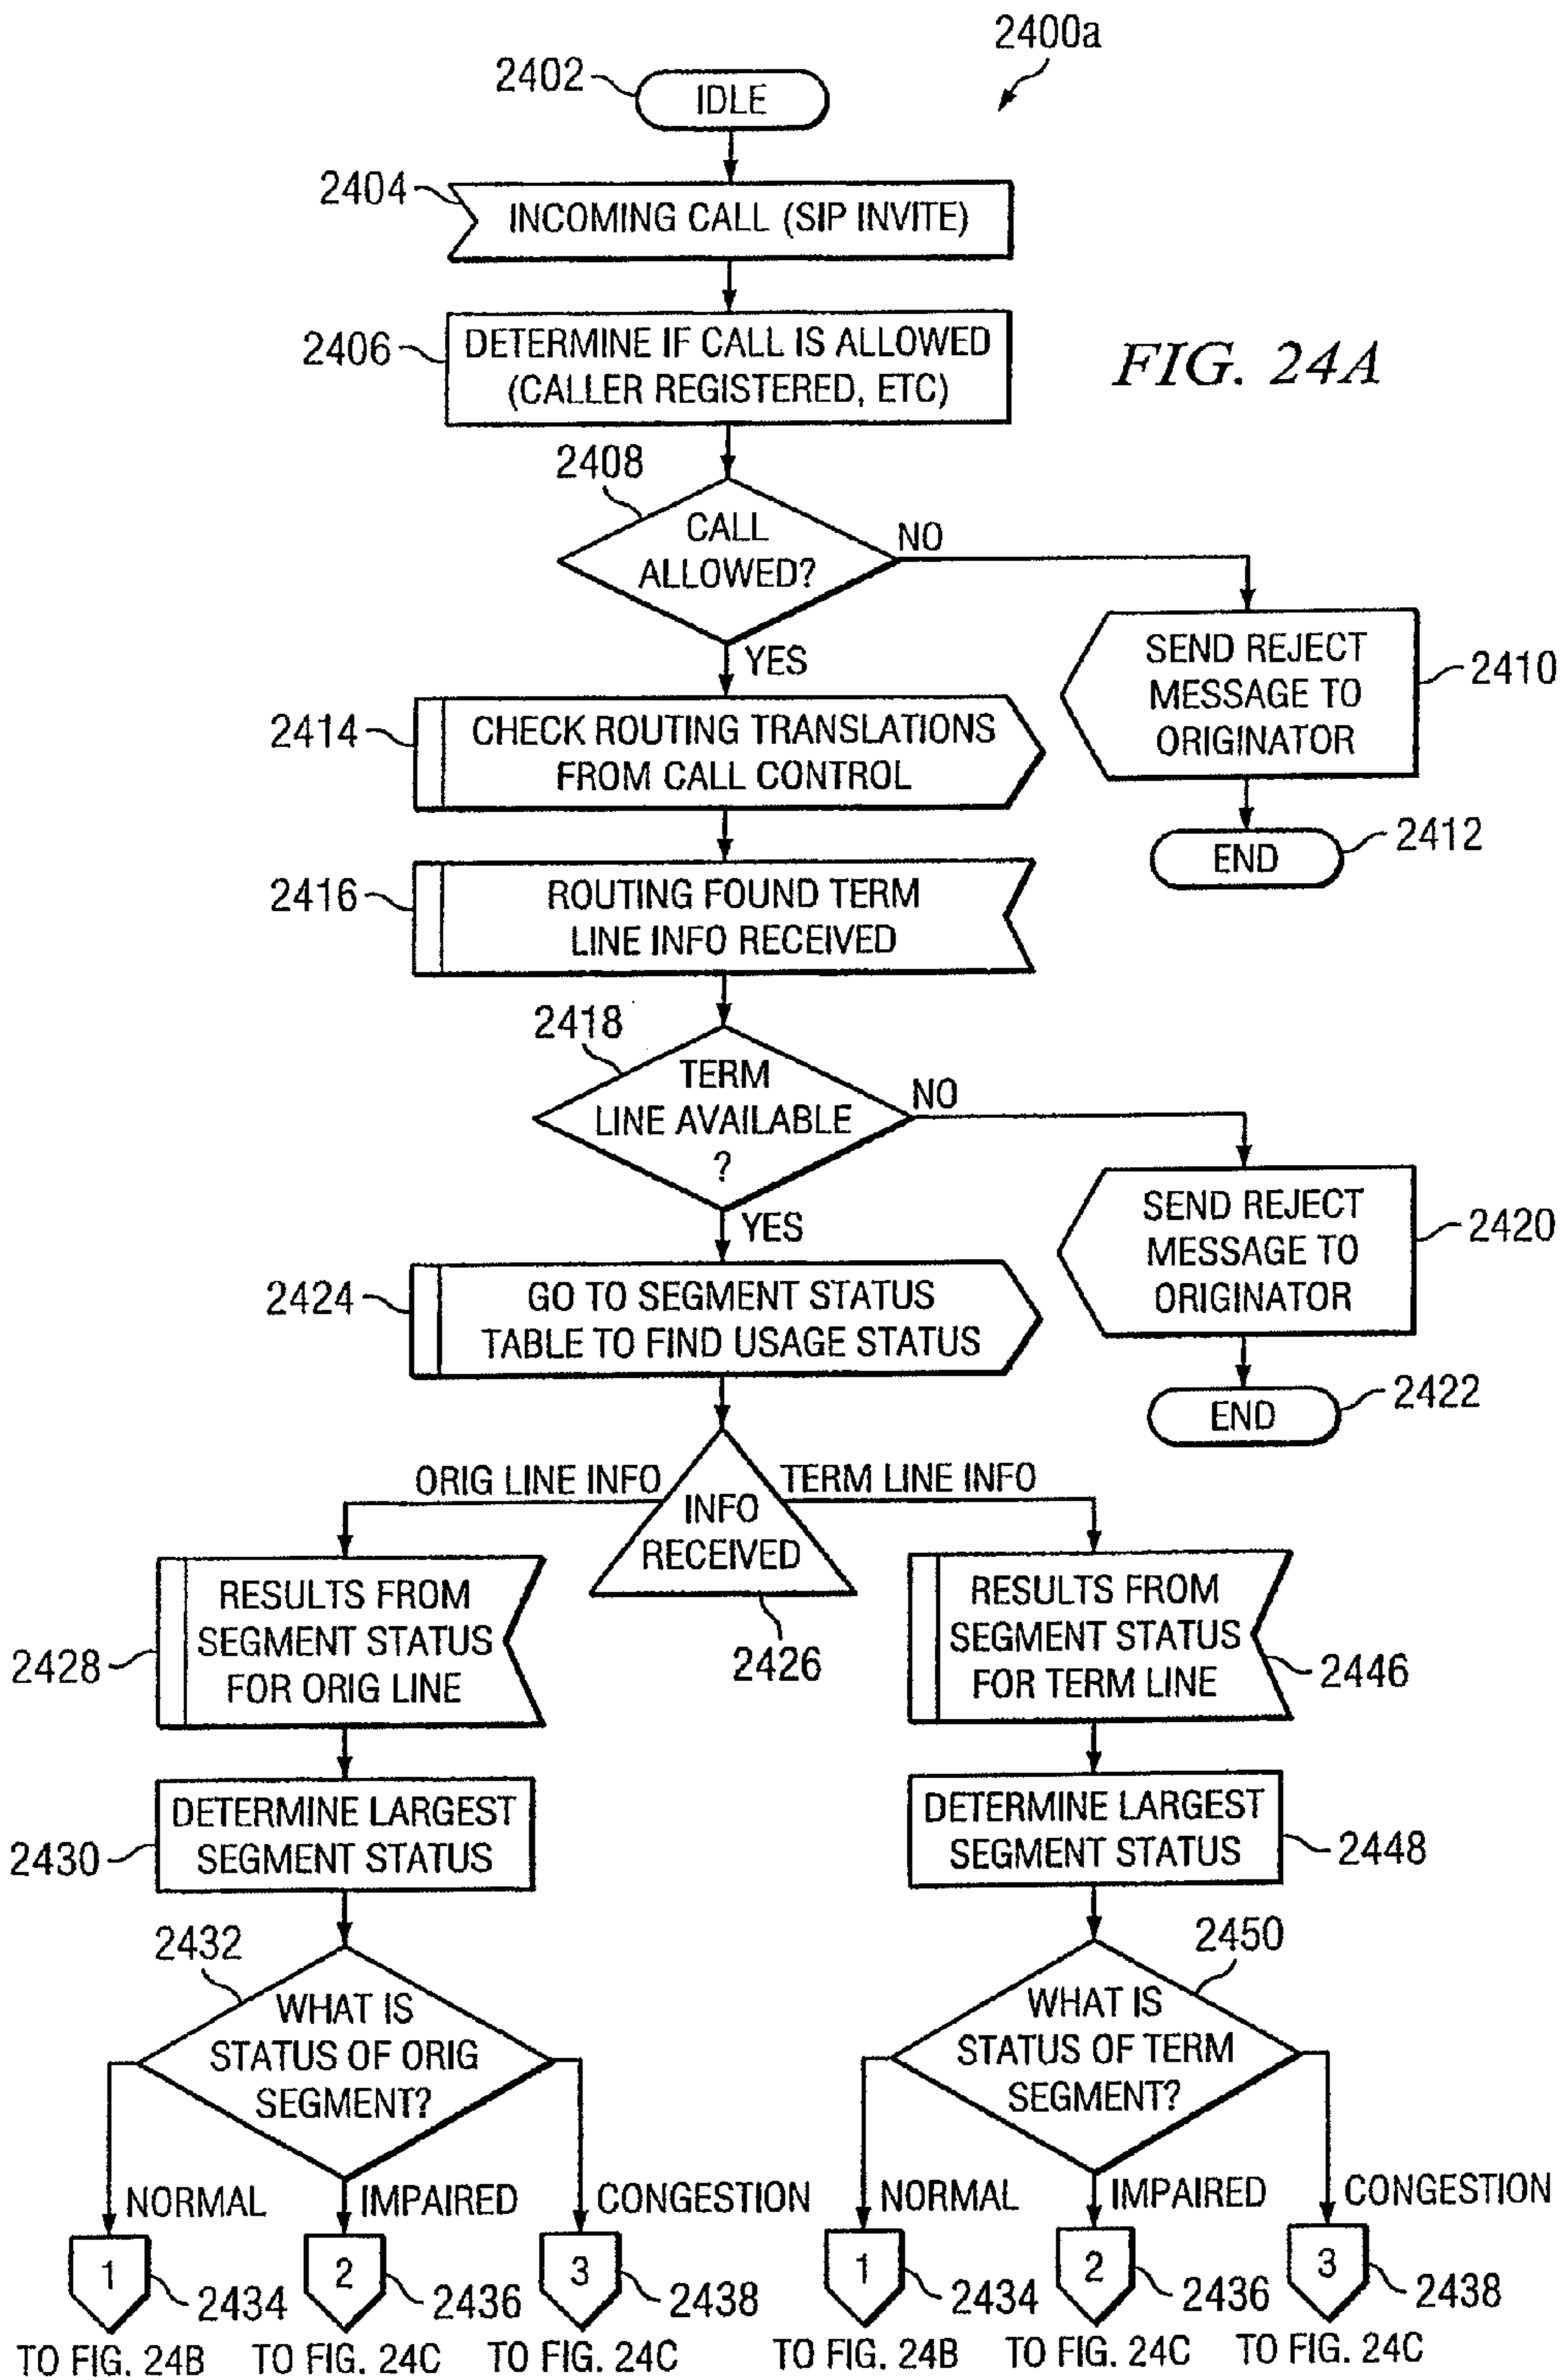 2400a
2402
IDLE
2404
INCOMING CALL (SIP INVITE)
2406
DETERMINE IF CALL IS ALLOWED
(CALLER REGISTERED, ETC)
FIG. 24A
2408
CALL
ALLOWED?
NO
YES
SEND REJECT
MESSAGE TO
ORIGINATOR
2410
END
2412
2414
CHECK ROUTING TRANSLATIONS
FROM CALL CONTROL
2416
ROUTING FOUND TERM
LINE INFO RECEIVED
2418
TERM
LINE AVAILABLE
?
NO
YES
SEND REJECT
MESSAGE TO
ORIGINATOR
2420
END
2422
2424
GO TO SEGMENT STATUS
TABLE TO FIND USAGE STATUS
ORIG LINE INFO
TERM LINE INFO
INFO
RECEIVED
2426
2428
RESULTS FROM
SEGMENT STATUS
FOR ORIG LINE
RESULTS FROM
SEGMENT STATUS
FOR TERM LINE
2446
2430
DETERMINE LARGEST
SEGMENT STATUS
DETERMINE LARGEST
SEGMENT STATUS
2448
2432
WHAT IS
STATUS OF ORIG
SEGMENT?
2450
WHAT IS
STATUS OF TERM
SEGMENT?
NORMAL
IMPAIRED
CONGESTION
NORMAL
IMPAIRED
CONGESTION
1
2434
2
2436
3
2438
1
2434
2
2436
3
2438
TO FIG. 24B
TO FIG. 24C
TO FIG. 24C
TO FIG. 24B
TO FIG. 24C
TO FIG. 24C